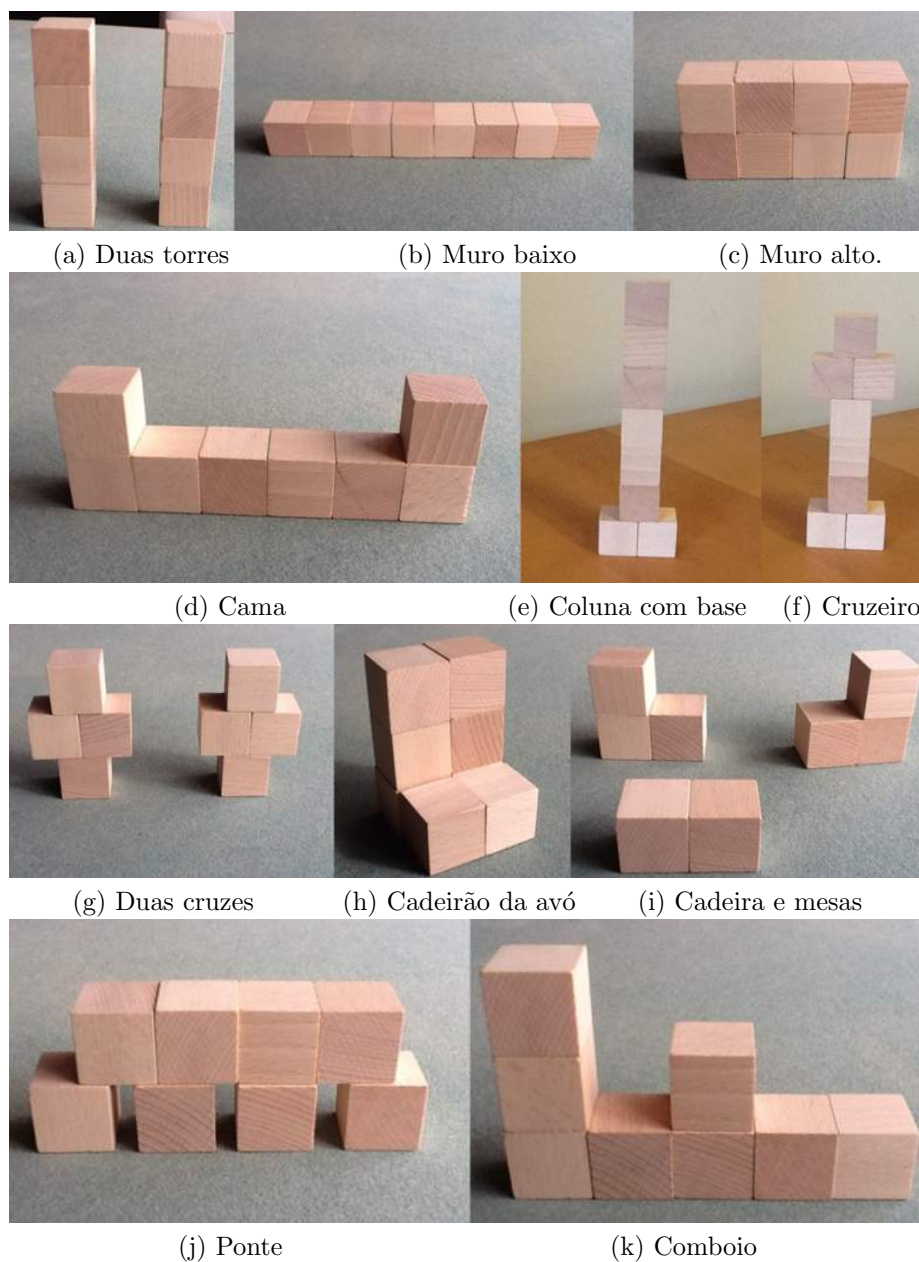 (a) Duas torres
(b) Muro baixo
(c) Muro alto.
(d) Cama
(e) Coluna com base
(f) Cruzeiro
(g) Duas cruzes
(h) Cadeirão da avó
(i) Cadeira e mesas
(j) Ponte
(k) Comboio